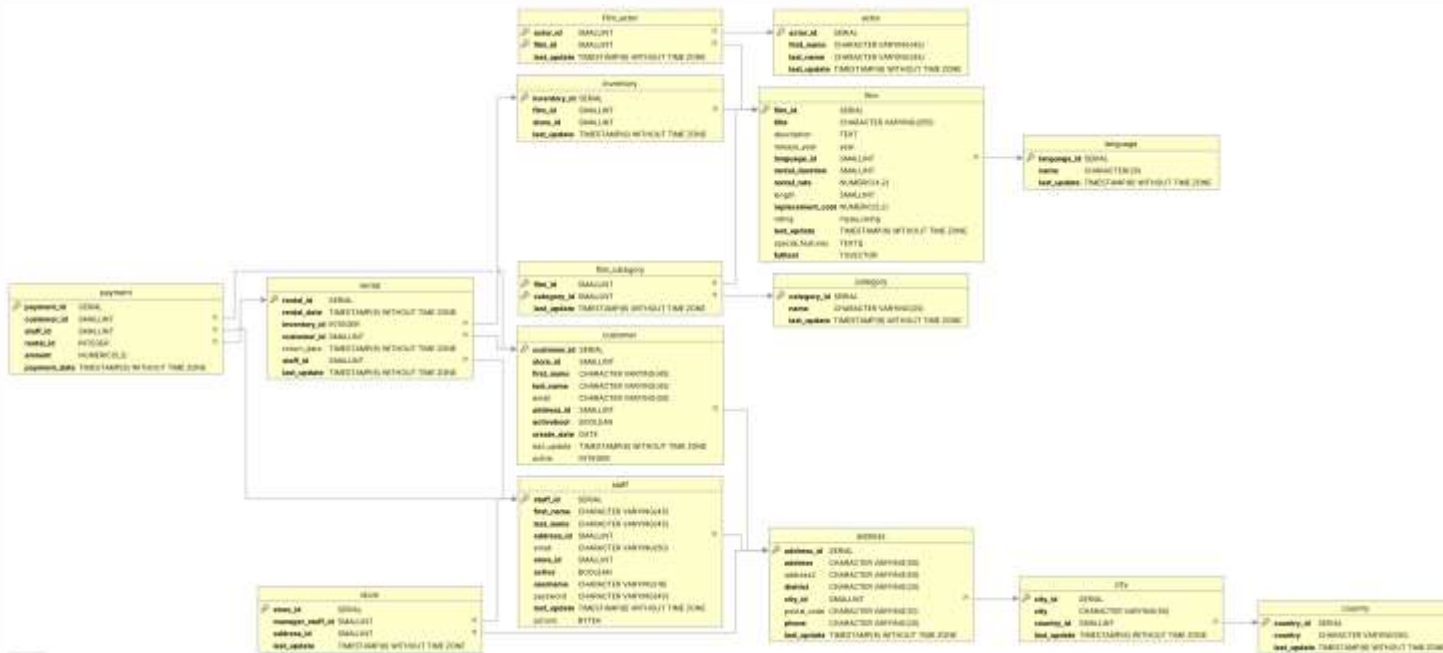 film_actor
actor_id SMALLINT
film_id SMALLINT
last_update TIMESTAMP(6) WITHOUT TIME ZONE
actor
actor_id SERIAL
first_name CHARACTER VARYING(45)
last_name CHARACTER VARYING(45)
last_update TIMESTAMP(6) WITHOUT TIME ZONE
inventory
inventory_id SERIAL
film_id SMALLINT
store_id SMALLINT
last_update TIMESTAMP(6) WITHOUT TIME ZONE
film
film_id SERIAL
title CHARACTER VARYING(255)
description TEXT
release_year year
language_id SMALLINT
rental_duration SMALLINT
rental_rate NUMERIC(4,2)
length SMALLINT
replacement_cost NUMERIC(5,2)
rating mpaa_rating
last_update TIMESTAMP(6) WITHOUT TIME ZONE
special_features TEXT[]
fulltext TSVECTOR
language
language_id SERIAL
name CHARACTER(20)
last_update TIMESTAMP(6) WITHOUT TIME ZONE
film_category
film_id SMALLINT
category_id SMALLINT
last_update TIMESTAMP(6) WITHOUT TIME ZONE
category
category_id SERIAL
name CHARACTER VARYING(25)
last_update TIMESTAMP(6) WITHOUT TIME ZONE
payment
payment_id SERIAL
customer_id SMALLINT
staff_id SMALLINT
rental_id INTEGER
amount NUMERIC(5,2)
payment_date TIMESTAMP(6) WITHOUT TIME ZONE
rental
rental_id SERIAL
rental_date TIMESTAMP(6) WITHOUT TIME ZONE
inventory_id INTEGER
customer_id SMALLINT
return_date TIMESTAMP(6) WITHOUT TIME ZONE
staff_id SMALLINT
last_update TIMESTAMP(6) WITHOUT TIME ZONE
customer
customer_id SERIAL
store_id SMALLINT
first_name CHARACTER VARYING(45)
last_name CHARACTER VARYING(45)
email CHARACTER VARYING(50)
address_id SMALLINT
activebool BOOLEAN
create_date DATE
last_update TIMESTAMP(6) WITHOUT TIME ZONE
active INTEGER
staff
staff_id SERIAL
first_name CHARACTER VARYING(45)
last_name CHARACTER VARYING(45)
address_id SMALLINT
email CHARACTER VARYING(50)
store_id SMALLINT
active BOOLEAN
username CHARACTER VARYING(16)
password CHARACTER VARYING(40)
last_update TIMESTAMP(6) WITHOUT TIME ZONE
picture BYTEA
store
store_id SERIAL
manager_staff_id SMALLINT
address_id SMALLINT
last_update TIMESTAMP(6) WITHOUT TIME ZONE
address
address_id SERIAL
address CHARACTER VARYING(50)
address2 CHARACTER VARYING(50)
district CHARACTER VARYING(20)
city_id SMALLINT
postal_code CHARACTER VARYING(10)
phone CHARACTER VARYING(20)
last_update TIMESTAMP(6) WITHOUT TIME ZONE
city
city_id SERIAL
city CHARACTER VARYING(50)
country_id SMALLINT
last_update TIMESTAMP(6) WITHOUT TIME ZONE
country
country_id SERIAL
country CHARACTER VARYING(50)
last_update TIMESTAMP(6) WITHOUT TIME ZONE